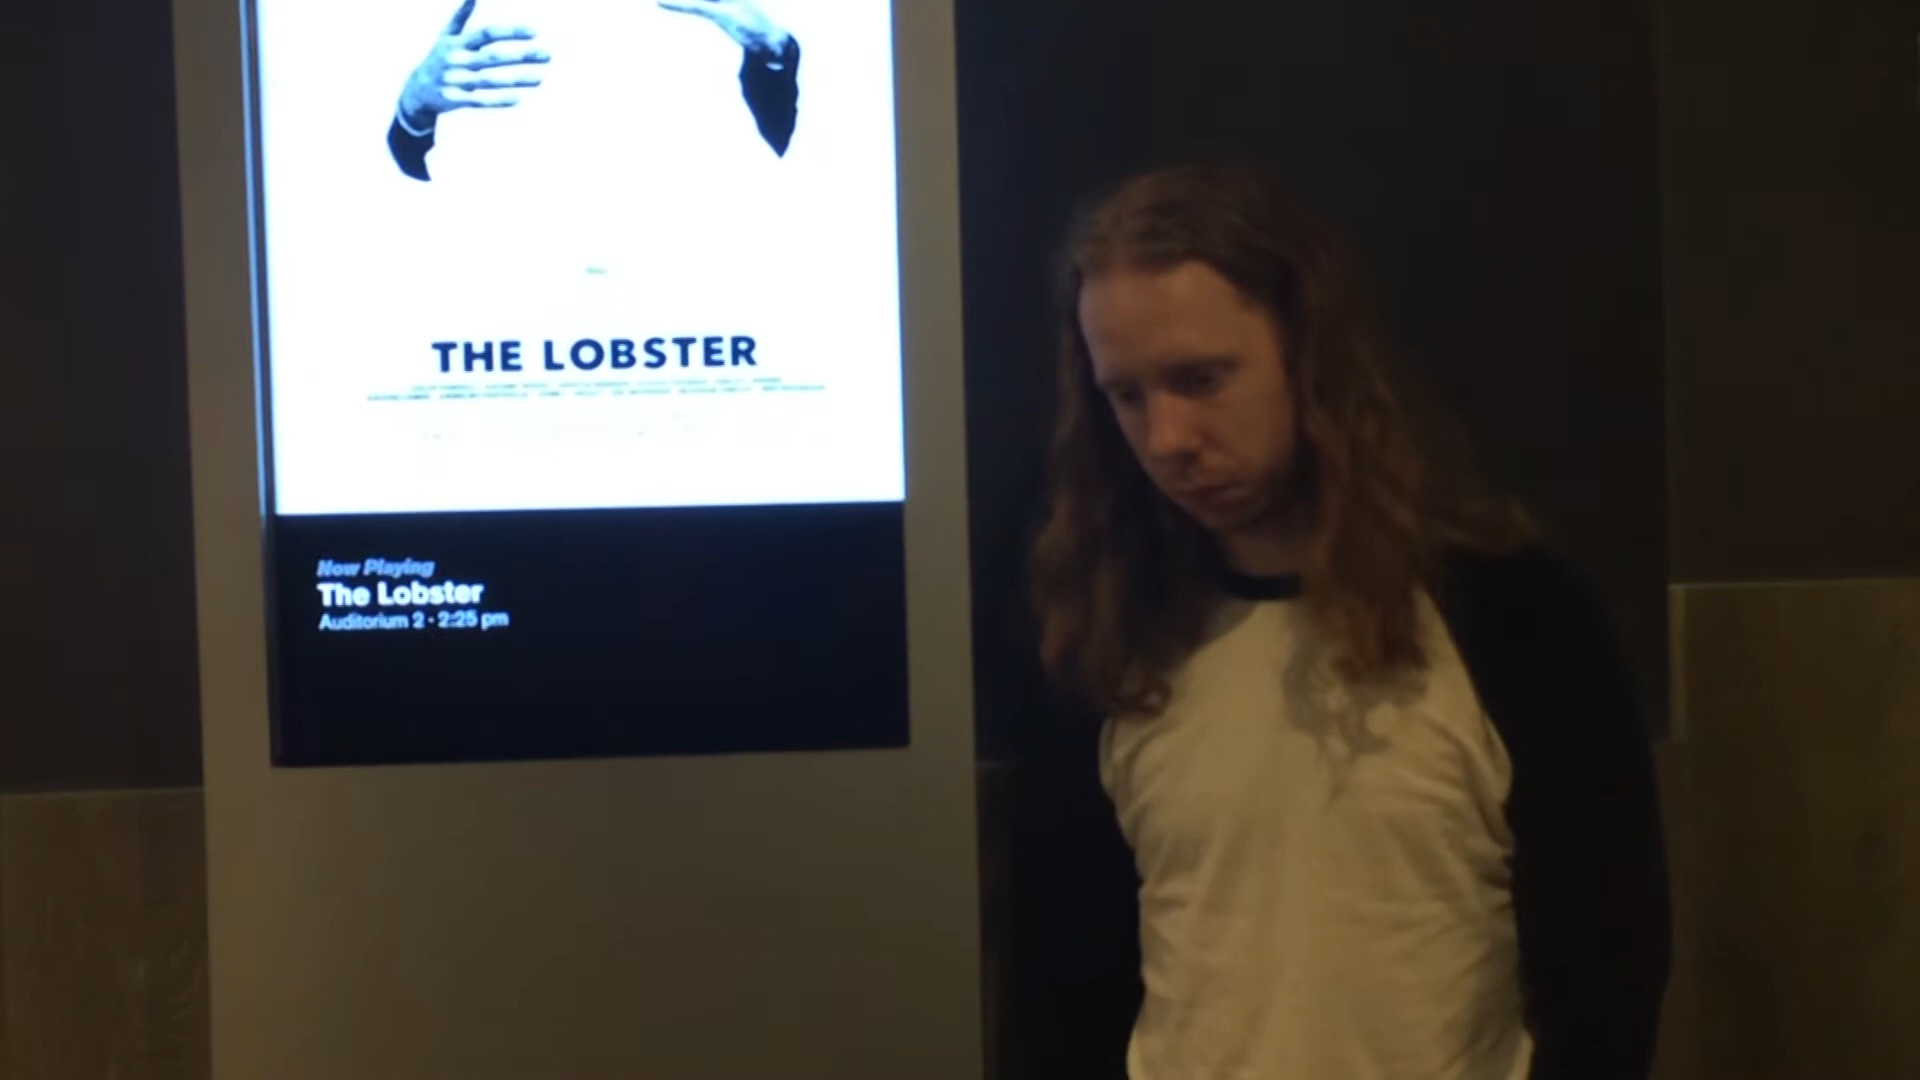 THE LOBSTER
Now Playing
The Lobster
Auditorium 2 - 2:25 pm